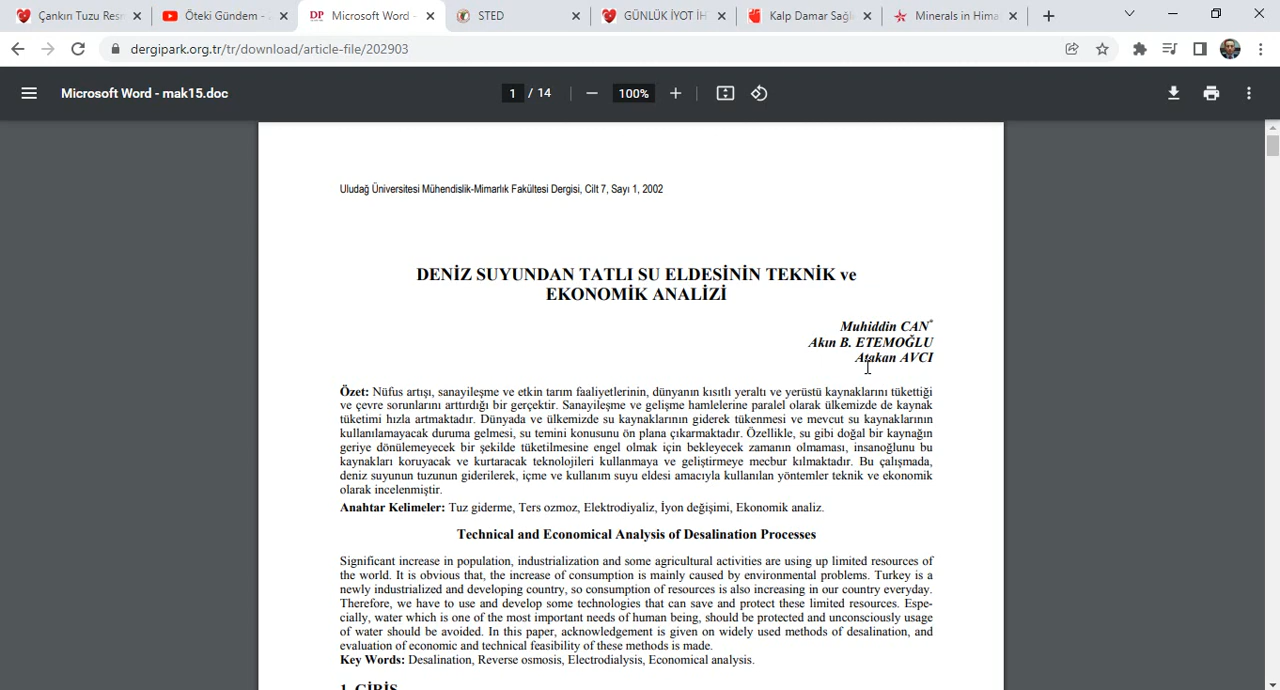 Çankırı Tuzu Resm
Öteki Gündem -
Microsoft Word -
STED
GÜNLÜK İYOT İH
Kalp Damar Sağlı
Minerals in Hima
dergipark.org.tr/tr/download/article-file/202903
Microsoft Word - mak15.doc
1 / 14
100%
Uludağ Üniversitesi Mühendislik-Mimarlık Fakültesi Dergisi, Cilt 7, Sayı 1, 2002
DENİZ SUYUNDAN TATLI SU ELDESİNİN TEKNİK ve
EKONOMİK ANALİZİ
Muhiddin CAN*
Akın B. ETEMOĞLU
Atakan AVCI
Özet: Nüfus artışı, sanayileşme ve etkin tarım faaliyetlerinin, dünyanın kısıtlı yeraltı ve yerüstü kaynaklarını tükettiği
ve çevre sorunlarını arttırdığı bir gerçektir. Sanayileşme ve gelişme hamlelerine paralel olarak ülkemizde de kaynak
tüketimi hızla artmaktadır. Dünyada ve ülkemizde su kaynaklarının giderek tükenmesi ve mevcut su kaynaklarının
kullanılamayacak duruma gelmesi, su temini konusunu ön plana çıkarmaktadır. Özellikle, su gibi doğal bir kaynağın
geriye dönülemeyecek bir şekilde tüketilmesine engel olmak için bekleyecek zamanın olmaması, insanoğlunu bu
kaynakları koruyacak ve kurtaracak teknolojileri kullanmaya ve geliştirmeye mecbur kılmaktadır. Bu çalışmada,
deniz suyunun tuzunun giderilerek, içme ve kullanım suyu eldesi amacıyla kullanılan yöntemler teknik ve ekonomik
olarak incelenmiştir.
Anahtar Kelimeler: Tuz giderme, Ters ozmoz, Elektrodiyaliz, İyon değişimi, Ekonomik analiz.
Technical and Economical Analysis of Desalination Processes
Significant increase in population, industrialization and some agricultural activities are using up limited resources of
the world. It is obvious that, the increase of consumption is mainly caused by environmental problems. Turkey is a
newly industrialized and developing country, so consumption of resources is also increasing in our country everyday.
Therefore, we have to use and develop some technologies that can save and protect these limited resources. Espe-
cially, water which is one of the most important needs of human being, should be protected and unconsciously usage
of water should be avoided. In this paper, acknowledgement is given on widely used methods of desalination, and
evaluation of economic and technical feasibility of these methods is made.
Key Words: Desalination, Reverse osmosis, Electrodialysis, Economical analysis.
1. GİRİŞ